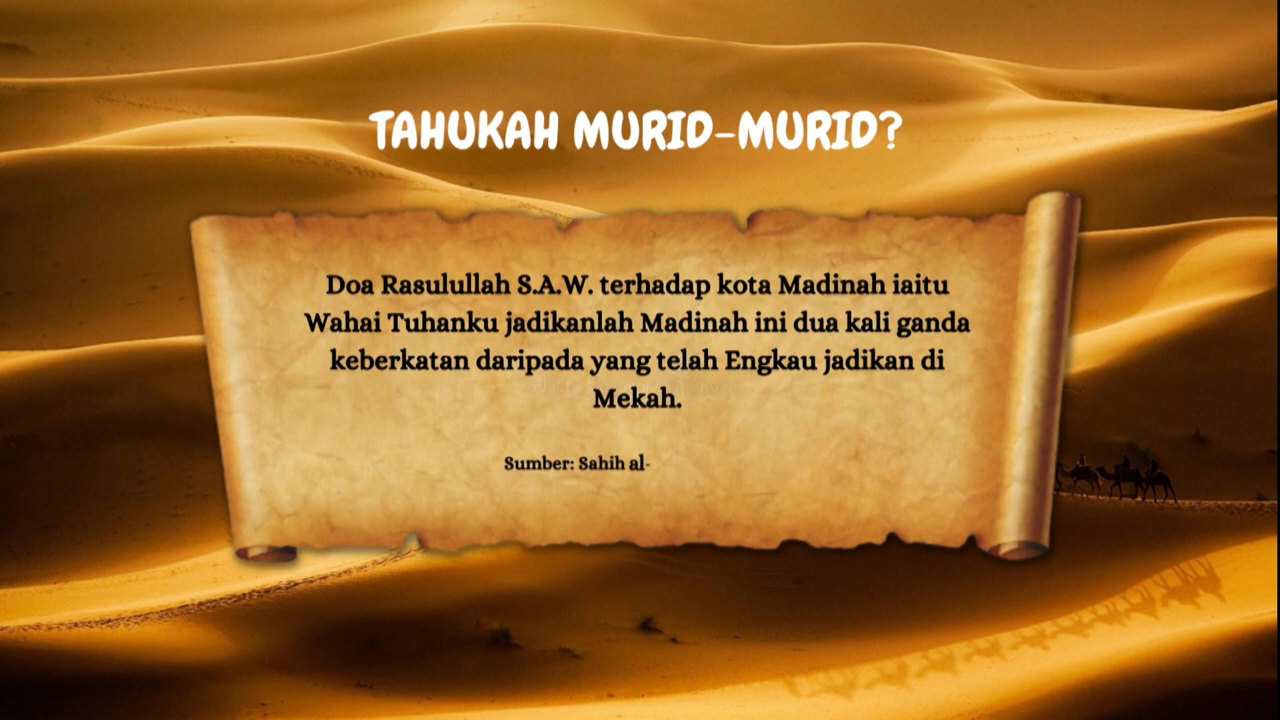 TAHUKAH MURID-MURID?
Doa Rasulullah S.A.W. terhadap kota Madinah iaitu
Wahai Tuhanku jadikanlah Madinah ini dua kali ganda
keberkatan daripada yang telah Engkau jadikan di
Mekah.
Sumber: Sahih al-